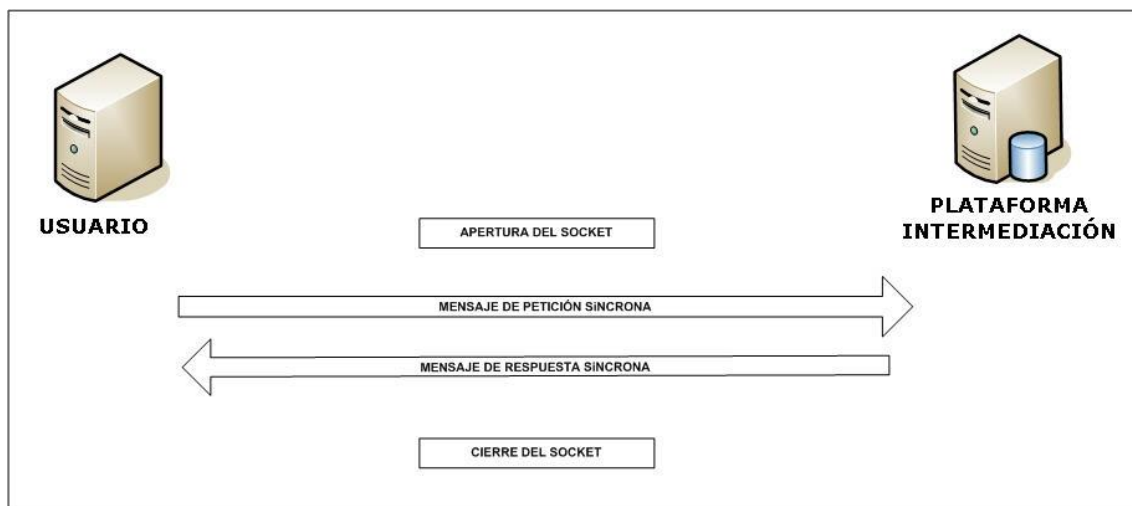 USUARIO
PLATAFORMA
INTERMEDIACIÓN
APERTURA DEL SOCKET
MENSAJE DE PETICIÓN SíNCRONA
MENSAJE DE RESPUESTA SíNCRONA
CIERRE DEL SOCKET